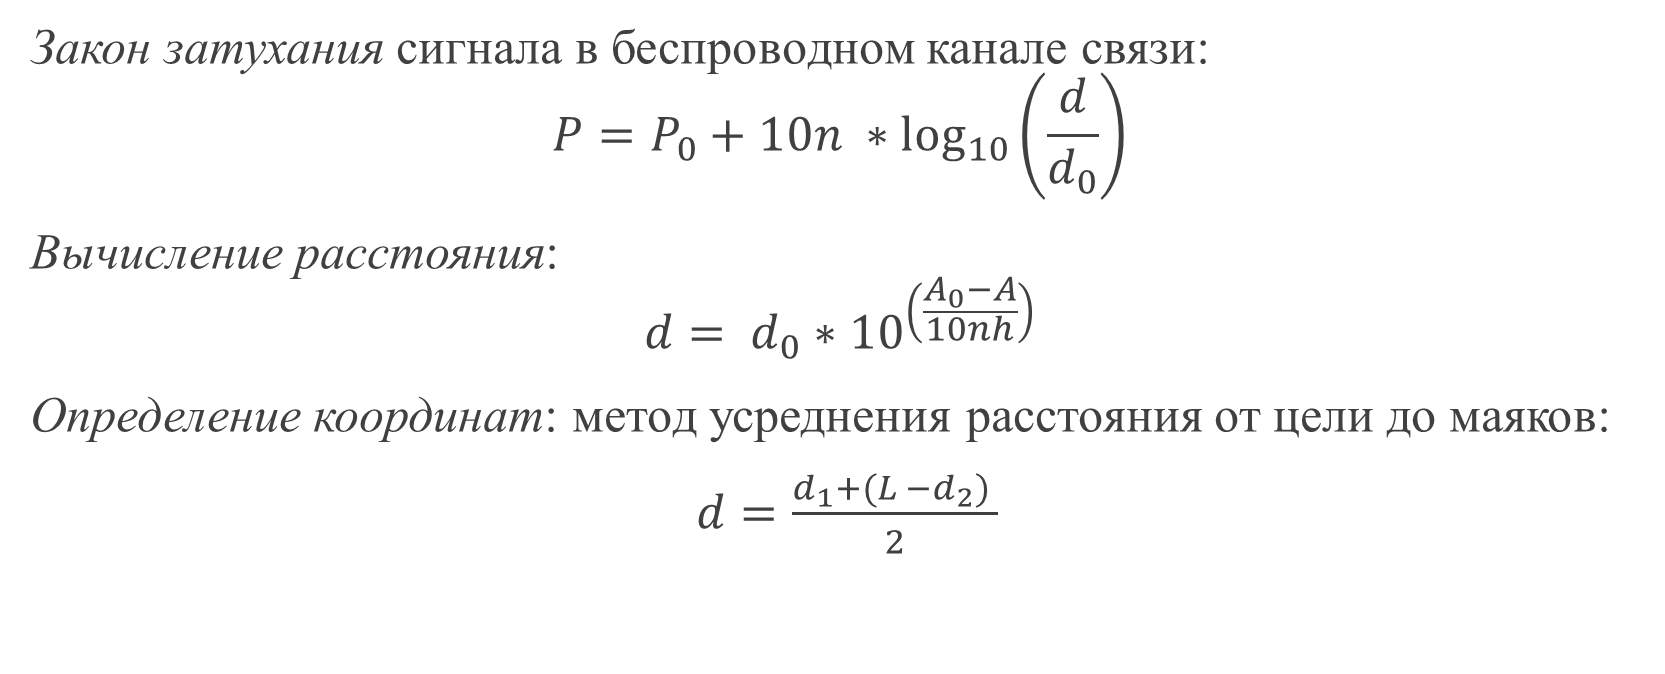 Закон затухания сигнала в беспроводном канале связи:
P = P₀ + 10n * log₁₀(d/d₀)
Вычисление расстояния:
d = d₀ * 10^((A₀−A)/(10nh))
Определение координат: метод усреднения расстояния от цели до маяков:
d = (d₁+(L −d₂))/2